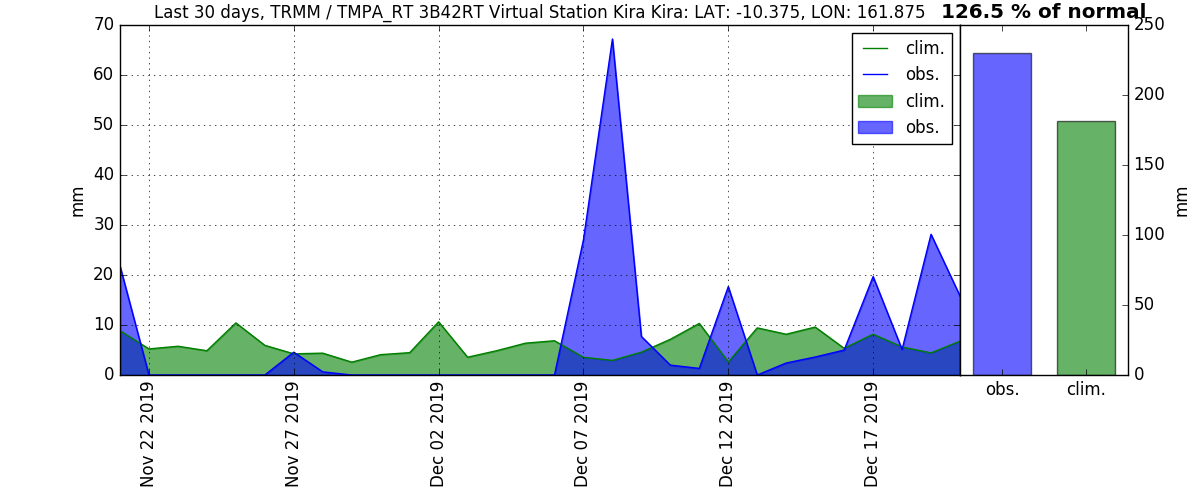 Last 30 days, TRMM / TMPA_RT 3B42RT Virtual Station Kira Kira: LAT: -10.375, LON: 161.875 126.5 % of normal
70
60
50
40
30
20
10
0
mm
clim.
obs.
clim.
obs.
250
200
150
100
50
0
mm
Nov 22 2019
Nov 27 2019
Dec 02 2019
Dec 07 2019
Dec 12 2019
Dec 17 2019
obs.
clim.